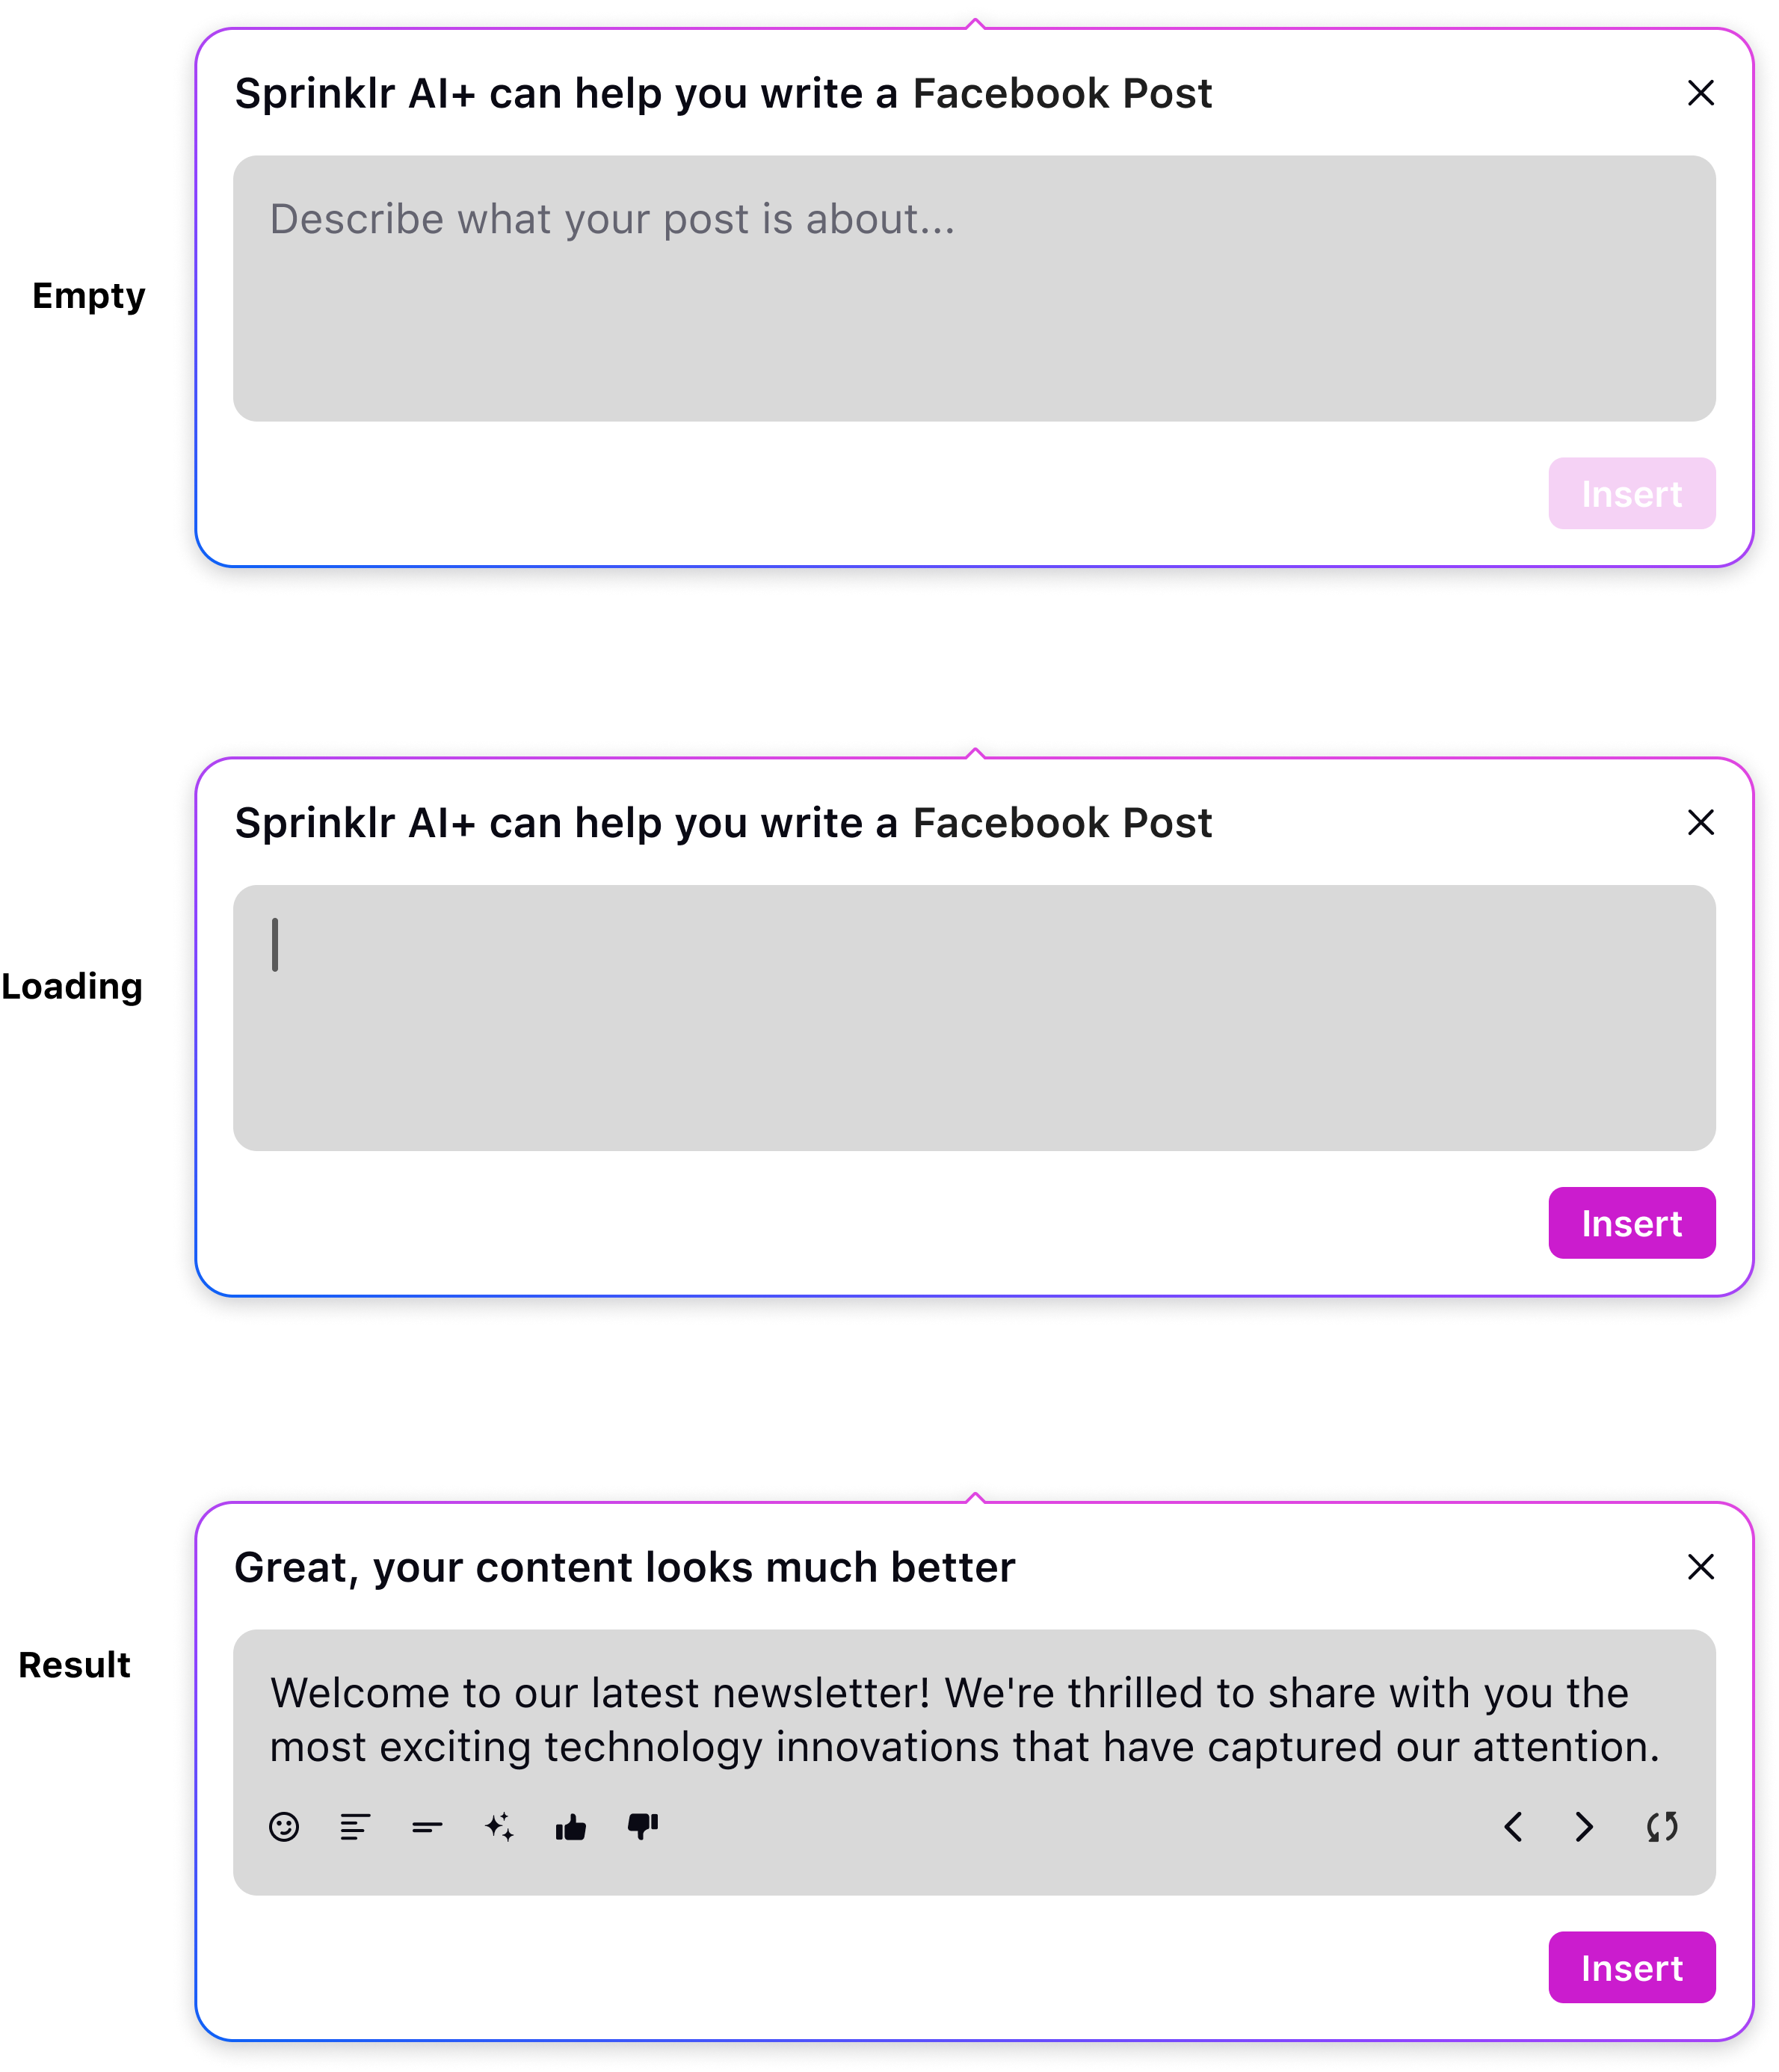 Sprinklr AI+ can help you write a Facebook Post
Describe what your post is about...
Empty
Insert
Sprinklr AI+ can help you write a Facebook Post
Loading
Insert
Great, your content looks much better
Result
Welcome to our latest newsletter! We're thrilled to share with you the
most exciting technology innovations that have captured our attention.
Insert